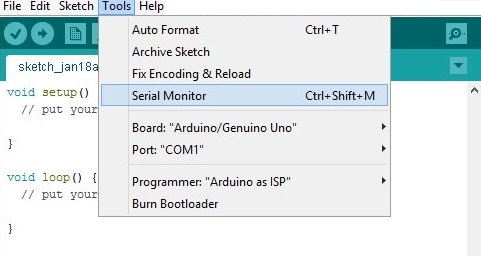 File Edit Sketch Tools Help
Auto Format Ctrl+T
Archive Sketch
Fix Encoding & Reload
Serial Monitor Ctrl+Shift+M
Board: "Arduino/Genuino Uno"
Port: "COM1"
Programmer: "Arduino as ISP"
Burn Bootloader
sketch_jan18a
void setup()
// put your
}
void loop() {
// put your
}